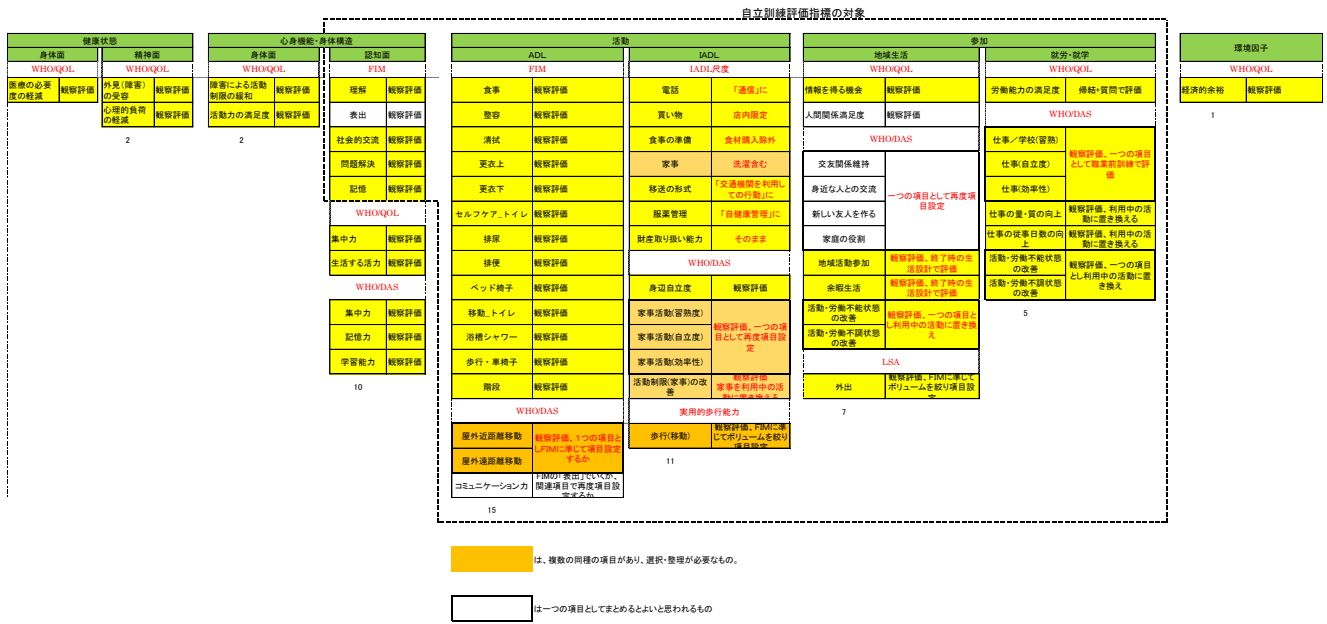 自立訓練評価指標の対象
健康状態
身体面
精神面
WHO/QOL
WHO/QOL
医療の必要
度の軽減
観察評価
外見(障害)
の受容
観察評価
心理的負荷
の軽減
観察評価
2
心身機能・身体構造
身体面
認知面
WHO/QOL
FIM
障害による活動
制限の緩和
観察評価
活動力の満足度
観察評価
2
理解
観察評価
表出
観察評価
社会的交流
観察評価
問題解決
観察評価
記憶
観察評価
WHO/QOL
集中力
観察評価
生活する活力
観察評価
WHO/DAS
集中力
観察評価
記憶力
観察評価
学習能力
観察評価
10
活動
ADL
IADL
FIM
IADL尺度
食事
観察評価
整容
観察評価
清拭
観察評価
更衣上
観察評価
更衣下
観察評価
セルフケア_トイレ
観察評価
排尿
観察評価
排便
観察評価
ベッド椅子
観察評価
移動_トイレ
観察評価
浴槽シャワー
観察評価
歩行・車椅子
観察評価
階段
観察評価
WHO/DAS
屋外近距離移動
屋外遠距離移動
観察評価、1つの項目と
しFIMに準じて項目設定
するか
コミュニケーション力
FIMの「表出」でいくか、
関連項目で再度項目設
定するか
15
電話
「通信」に
買い物
店内限定
食事の準備
食材購入除外
家事
洗濯含む
移送の形式
「交通機関を利用し
ての行動」に
服薬管理
「自健康管理」に
財産取り扱い能力
そのまま
WHO/DAS
身辺自立度
観察評価
家事活動(習熟度)
家事活動(自立度)
家事活動(効率性)
観察評価、一つの項
目として再度項目設
定
活動制限(家事)の改
善
観察評価
家事を利用中の活
動に置き換える
実用的歩行能力
歩行(移動)
観察評価、FIMに準
じてボリュームを絞り
項目設定
11
参加
地域生活
就労・就学
WHO/QOL
WHO/QOL
情報を得る機会
観察評価
人間関係満足度
観察評価
WHO/DAS
交友関係維持
身近な人との交流
新しい友人を作る
家庭の役割
一つの項目として再度項
目設定
地域活動参加
観察評価、終了時の生
活設計で評価
余暇生活
観察評価、終了時の生
活設計で評価
活動・労働不能状態
の改善
活動・労働不調状態
の改善
観察評価、一つの項目と
し利用中の活動に置き換
え
LSA
外出
観察評価、FIMに準じて
ボリュームを絞り項目設
定
7
労働能力の満足度
帰結+質問で評価
WHO/DAS
仕事/学校(習熟)
仕事(自立度)
仕事(効率性)
観察評価、一つの項目
として職業前訓練で評
価
仕事の量・質の向上
観察評価、利用中の活
動に置き換える
仕事の従事日数の向
上
観察評価、利用中の活
動に置き換える
活動・労働不能状態
の改善
活動・労働不調状態
の改善
観察評価、一つの項目
とし利用中の活動に置
き換え
5
環境因子
WHO/QOL
経済的余裕
観察評価
1
は、複数の同種の項目があり、選択・整理が必要なもの。
は一つの項目としてまとめるとよいと思われるもの